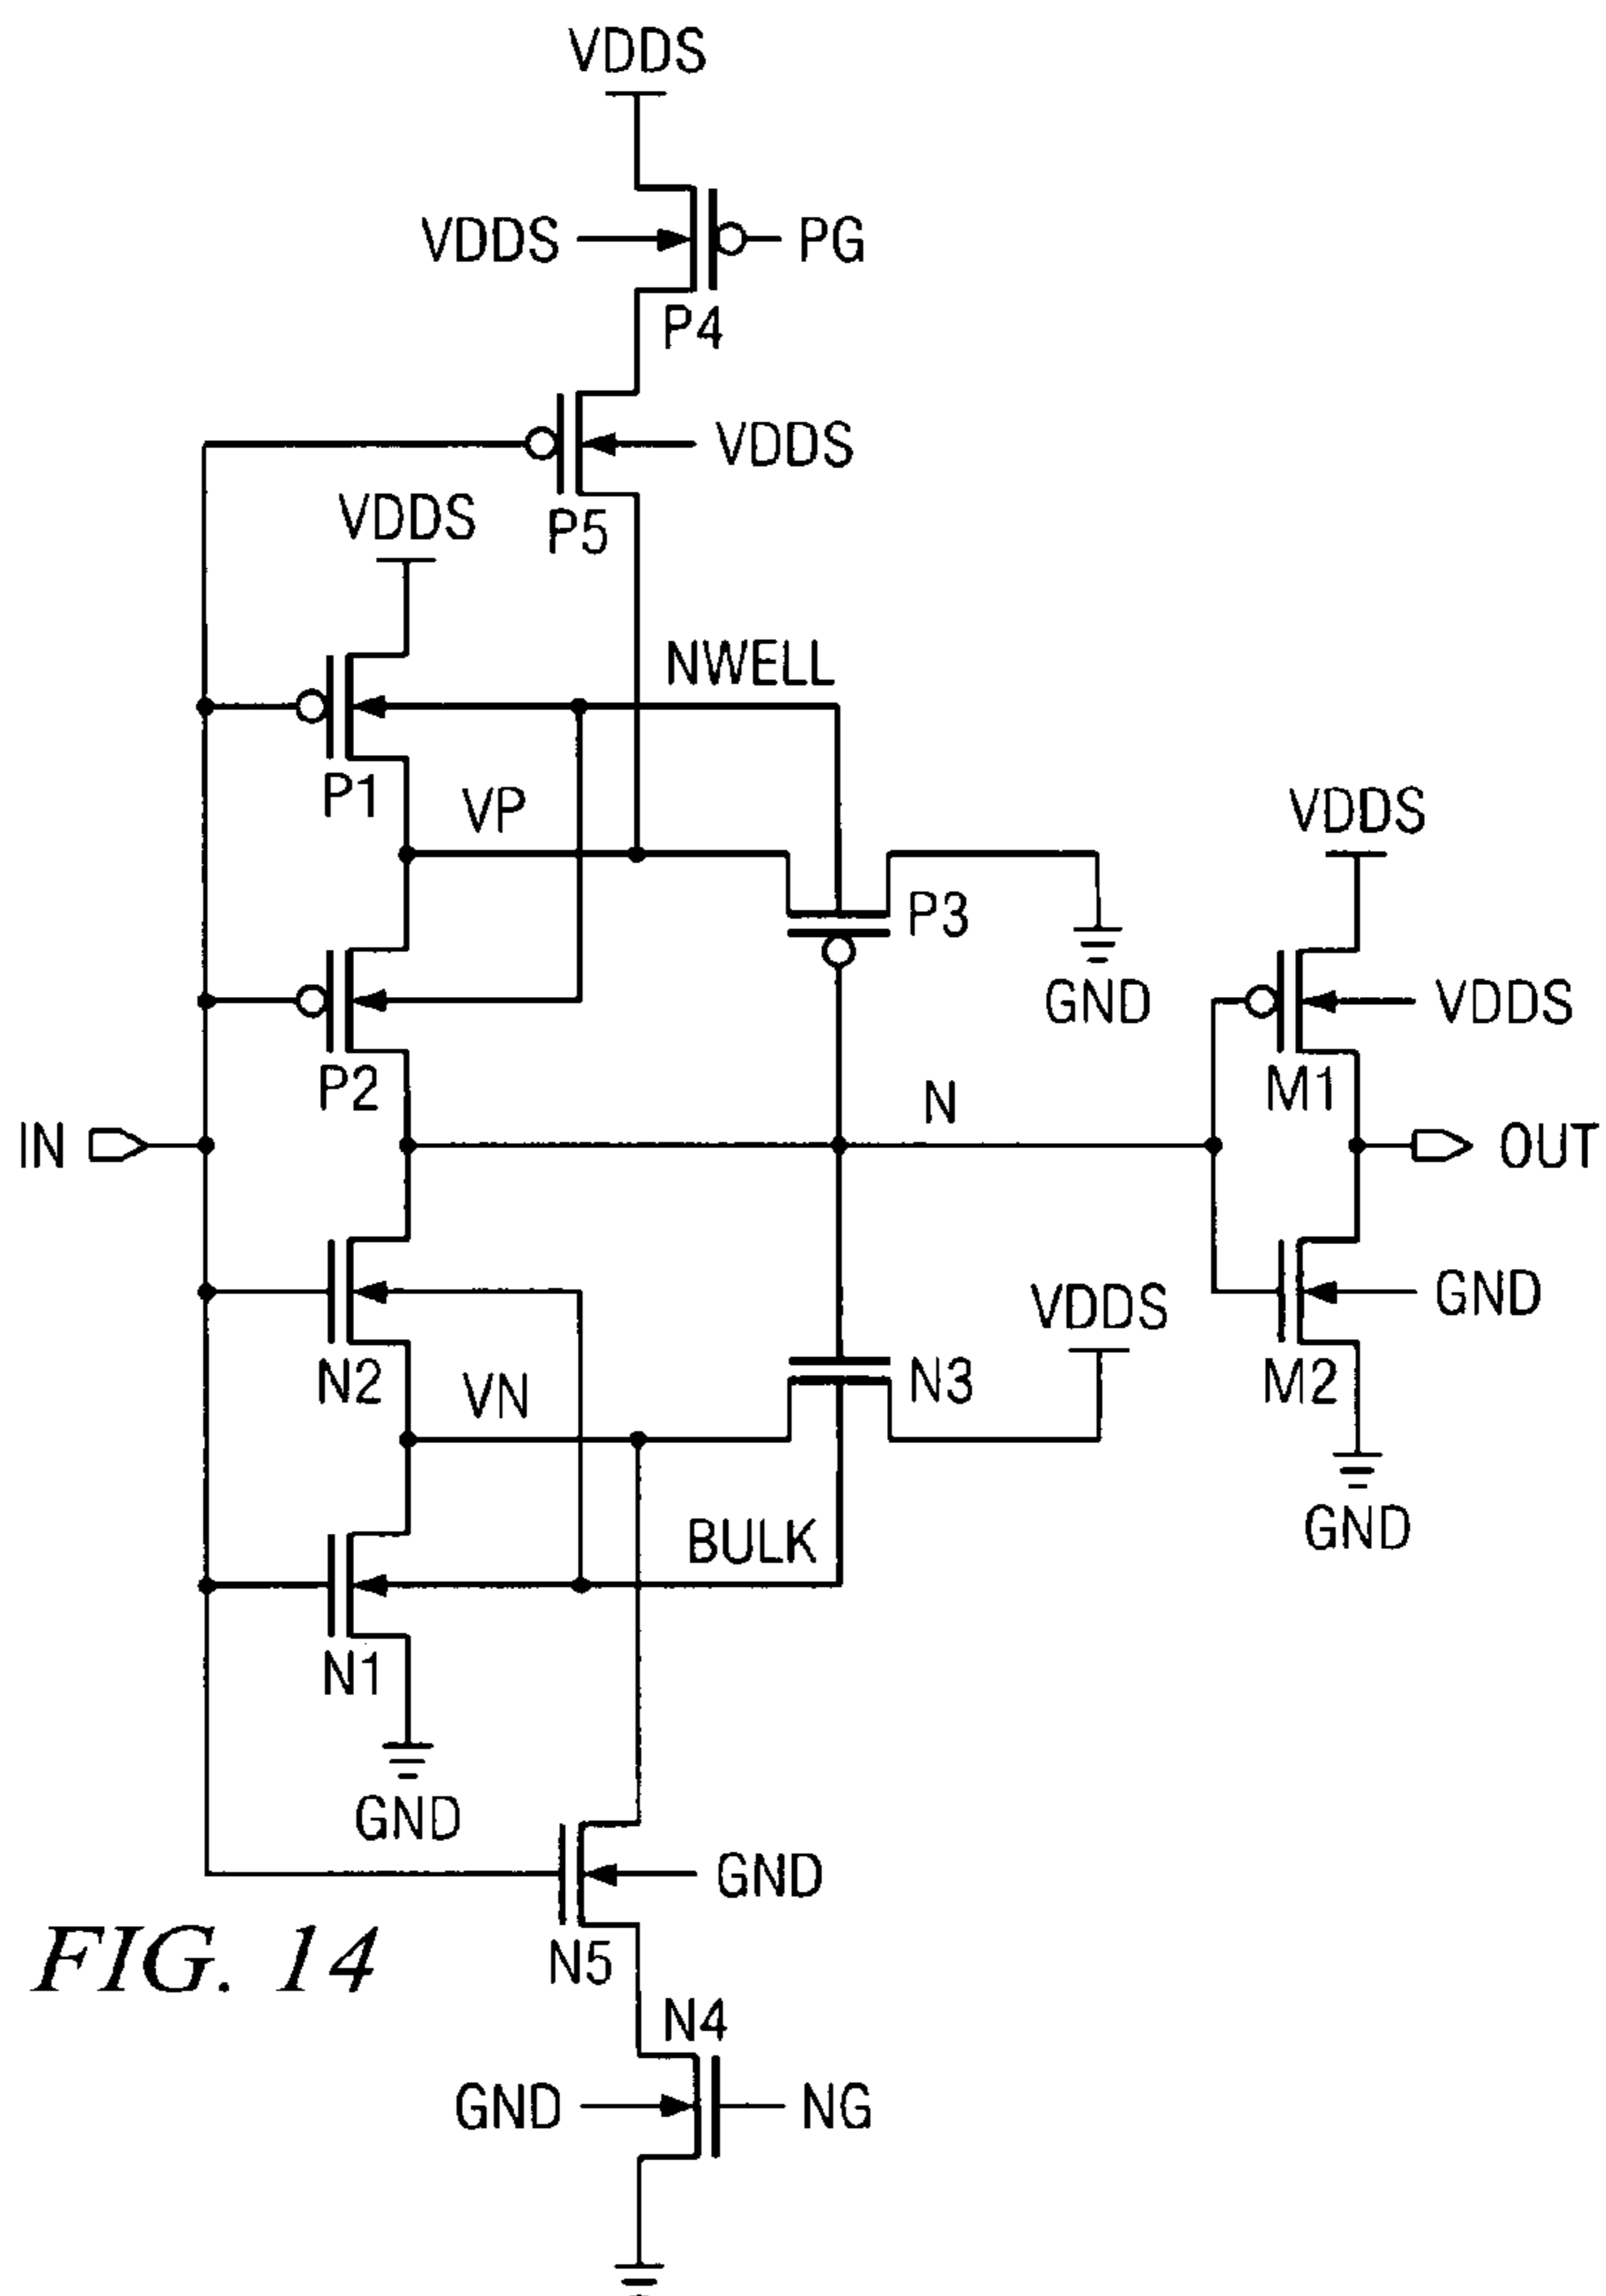 VDDS
VDDS PG
P4
VDDS
P5
VDDS
NWELL
P1
VP
VDDS
P3
GND
VDDS
P2
M1
N
IN
OUT
VDDS
GND
N2
VN
N3
M2
BULK
GND
N1
GND
GND
N5
FIG. 14
N4
GND NG